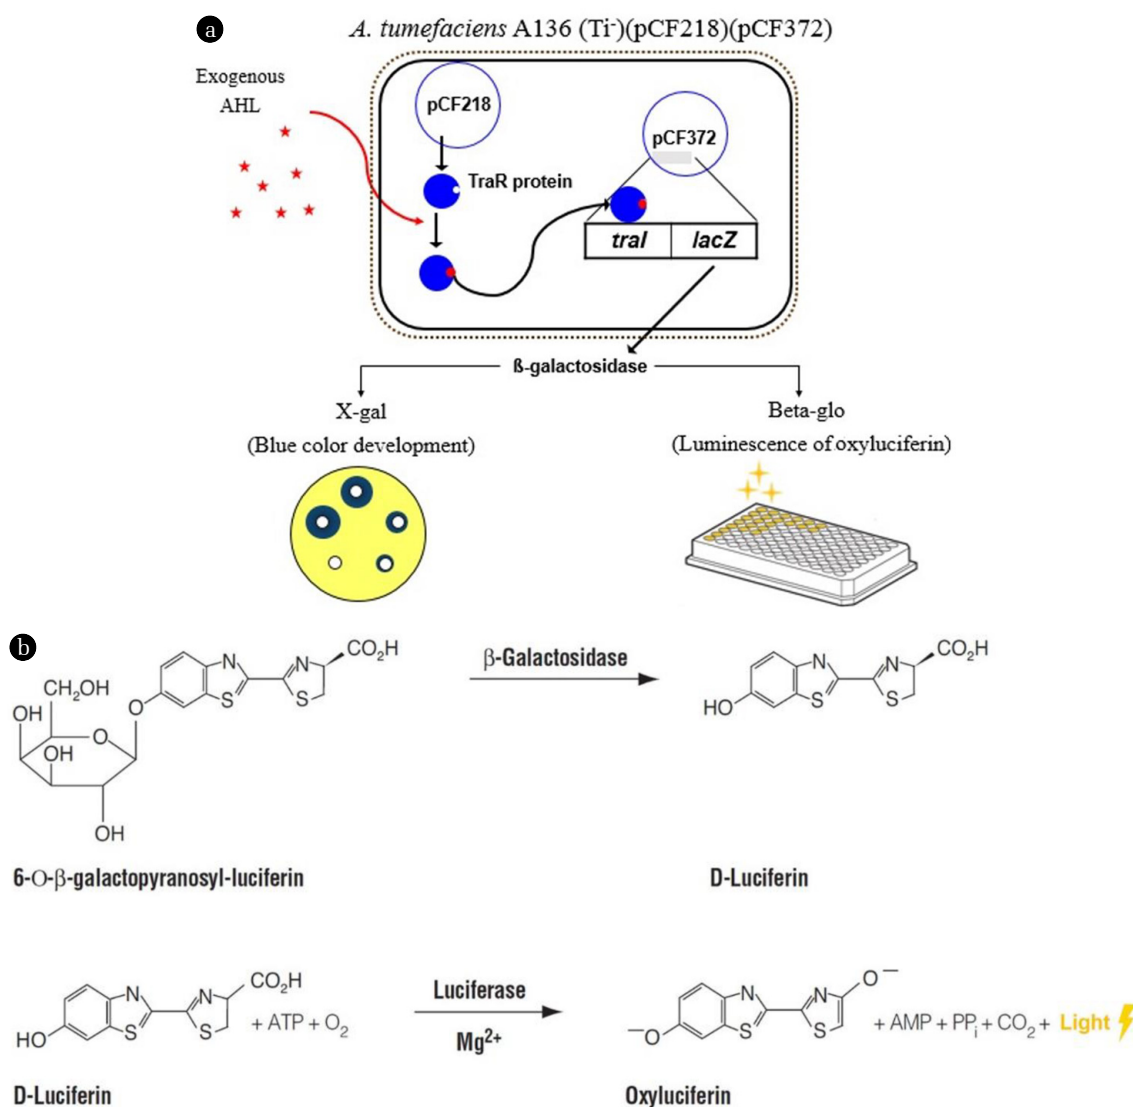 a
A. tumefaciens A136 (Ti-)(pCF218)(pCF372)
Exogenous
AHL
pCF218
pCF372
TraR protein
traI
lacZ
ß-galactosidase
X-gal
(Blue color development)
Beta-glo
(Luminescence of oxyluciferin)
b
CH₂OH
OH
OH
OH
O
O
N
S
N
S
CO₂H
β-Galactosidase
HO
N
S
N
S
CO₂H
6-O-β-galactopyranosyl-luciferin
D-Luciferin
HO
N
S
N
S
CO₂H
+ ATP + O₂
Luciferase
Mg²⁺
⁻O
N
S
N
S
O⁻
+ AMP + PPᵢ + CO₂ + Light
D-Luciferin
Oxyluciferin